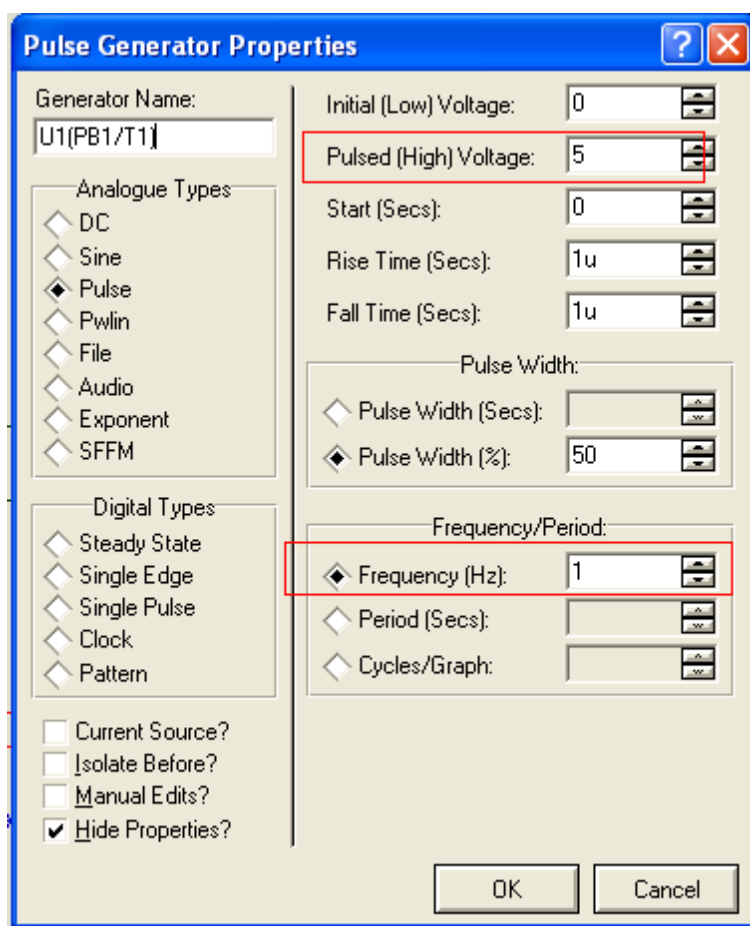 Pulse Generator Properties
Generator Name:
U1(PB1/T1)
Analogue Types
DC
Sine
Pulse
Pwlin
File
Audio
Exponent
SFFM
Digital Types
Steady State
Single Edge
Single Pulse
Clock
Pattern
Current Source?
Isolate Before?
Manual Edits?
Hide Properties?
Initial (Low) Voltage: 0
Pulsed (High) Voltage: 5
Start (Secs): 0
Rise Time (Secs): 1u
Fall Time (Secs): 1u
Pulse Width:
Pulse Width (Secs):
Pulse Width (%): 50
Frequency/Period:
Frequency (Hz): 1
Period (Secs):
Cycles/Graph:
OK Cancel